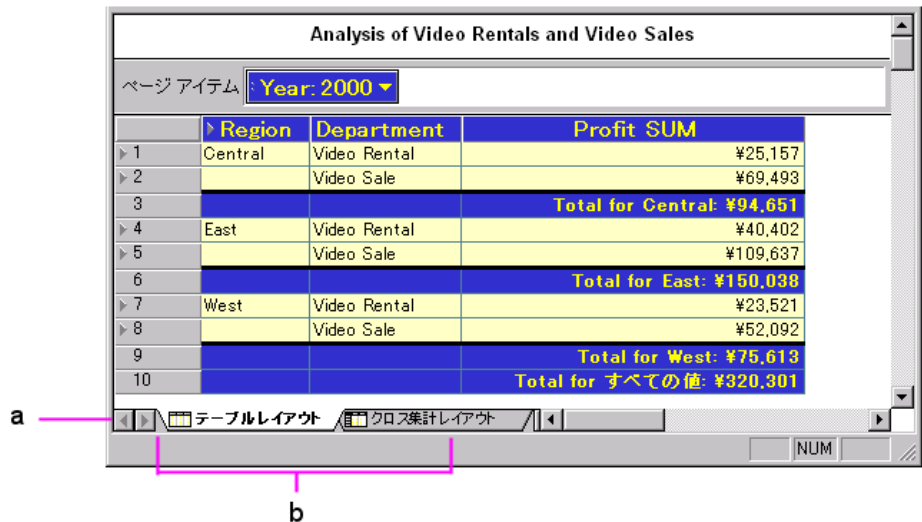 Analysis of Video Rentals and Video Sales
ページ アイテム Year: 2000
Region Department Profit SUM
1 Central Video Rental ¥25,157
2 Video Sale ¥69,493
3 Total for Central: ¥94,651
4 East Video Rental ¥40,402
5 Video Sale ¥109,637
6 Total for East: ¥150,038
7 West Video Rental ¥23,521
8 Video Sale ¥52,092
9 Total for West: ¥75,613
10 Total for すべての値: ¥320,301
a テーブルレイアウト クロス集計レイアウト
NUM
b